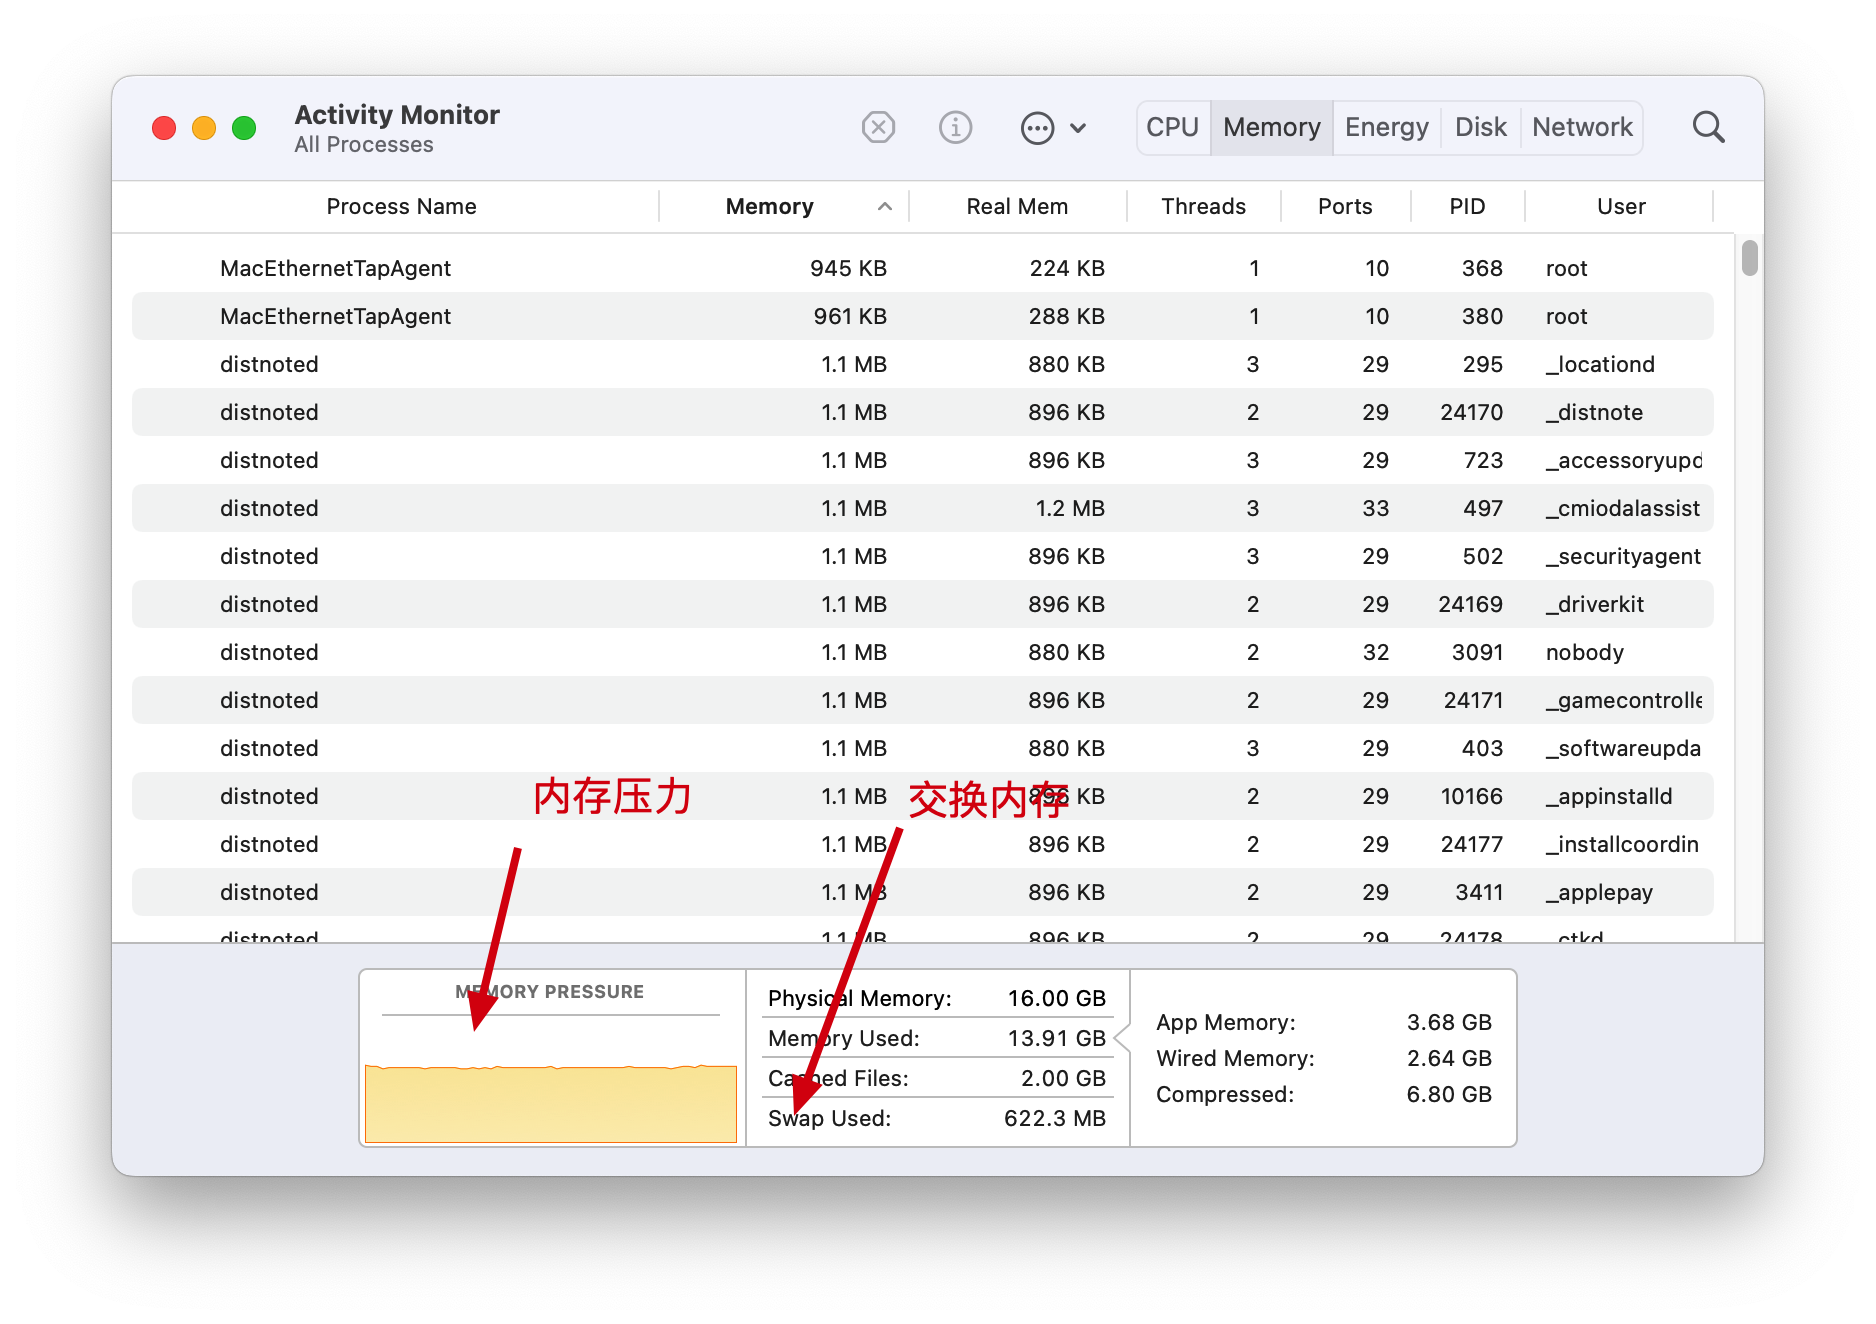 Activity Monitor
All Processes
CPU Memory Energy Disk Network
Process Name Memory Real Mem Threads Ports PID User
MacEthernetTapAgent 945 KB 224 KB 1 10 368 root
MacEthernetTapAgent 961 KB 288 KB 1 10 380 root
distnoted 1.1 MB 880 KB 3 29 295 _locationd
distnoted 1.1 MB 896 KB 2 29 24170 _distnote
distnoted 1.1 MB 896 KB 3 29 723 _accessoryupd
distnoted 1.1 MB 1.2 MB 3 33 497 _cmiodalassist
distnoted 1.1 MB 896 KB 3 29 502 _securityagent
distnoted 1.1 MB 896 KB 2 29 24169 _driverkit
distnoted 1.1 MB 880 KB 2 32 3091 nobody
distnoted 1.1 MB 896 KB 2 29 24171 _gamecontrolle
distnoted 1.1 MB 880 KB 3 29 403 _softwareupda
distnoted 1.1 MB 896 KB 2 29 10166 _appinstalld
内存压力 交换内存
distnoted 1.1 MB 896 KB 2 29 24177 _installcoordin
distnoted 1.1 MB 896 KB 2 29 3411 _applepay
distnoted 1.1 MB 896 KB 2 29 24178 _ctkd
MEMORY PRESSURE
Physical Memory: 16.00 GB
Memory Used: 13.91 GB
Cached Files: 2.00 GB
Swap Used: 622.3 MB
App Memory: 3.68 GB
Wired Memory: 2.64 GB
Compressed: 6.80 GB